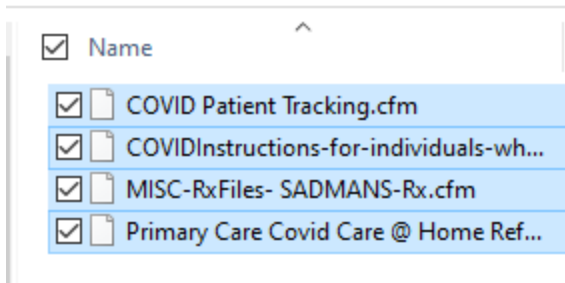 Name
COVID Patient Tracking.cfm
COVIDInstructions-for-individuals-wh...
MISC-RxFiles- SADMANS-Rx.cfm
Primary Care Covid Care @ Home Ref...